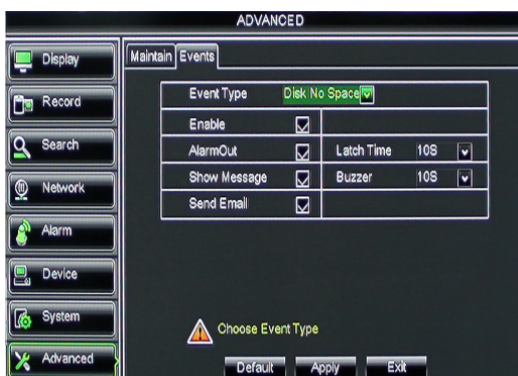 ADVANCED
Display
Record
Search
Network
Alarm
Device
System
Advanced
Maintain Events
Event Type Disk No Space
Enable
AlarmOut Latch Time 10S
Show Message Buzzer 10S
Send Email
Choose Event Type
Default Apply Exit